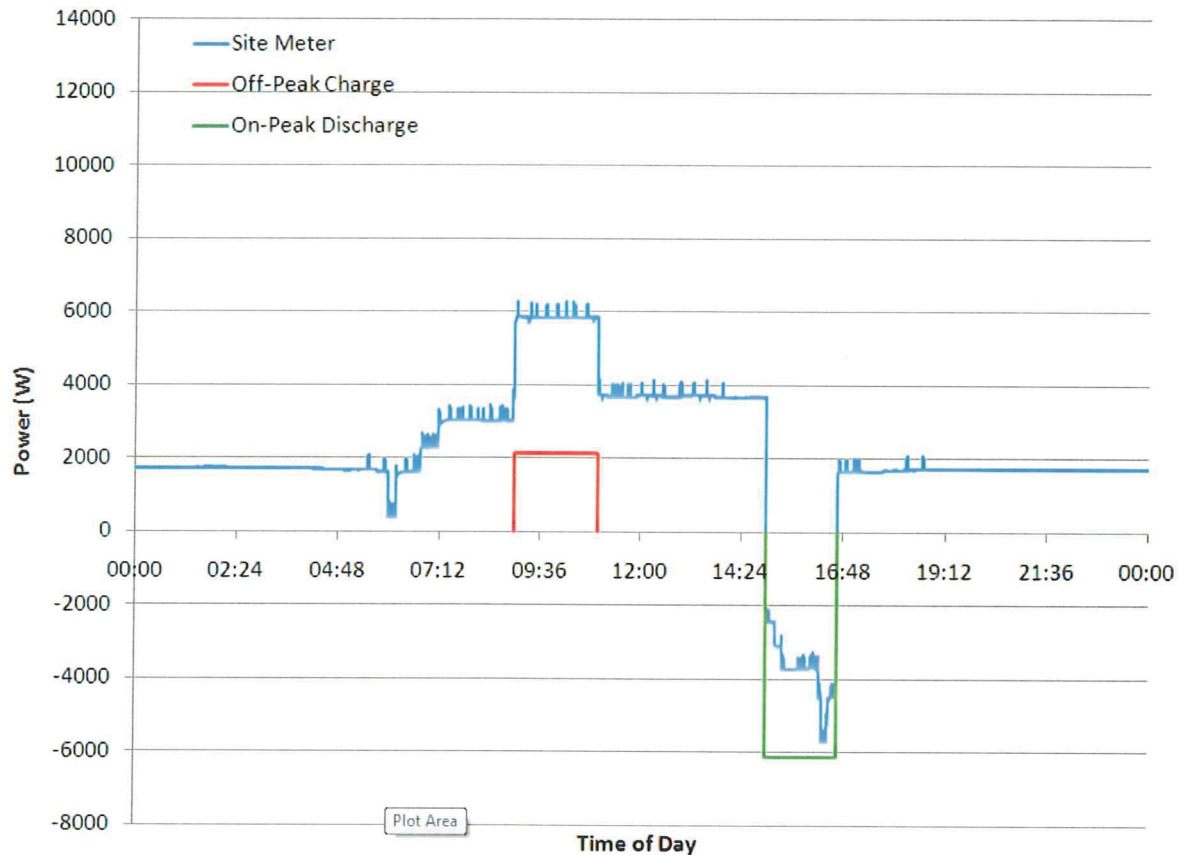 14000
12000
10000
8000
6000
4000
2000
0
-2000
-4000
-6000
-8000
Site Meter
Off-Peak Charge
On-Peak Discharge
Power (W)
00:00 02:24 04:48 07:12 09:36 12:00 14:24 16:48 19:12 21:36 00:00
Plot Area
Time of Day